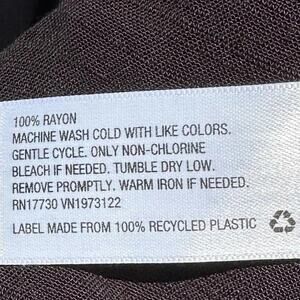 100% RAYON
MACHINE WASH COLD WITH LIKE COLORS.
GENTLE CYCLE. ONLY NON-CHLORINE
BLEACH IF NEEDED. TUMBLE DRY LOW.
REMOVE PROMPTLY. WARM IRON IF NEEDED.
RN17730 VN1973122
LABEL MADE FROM 100% RECYCLED PLASTIC